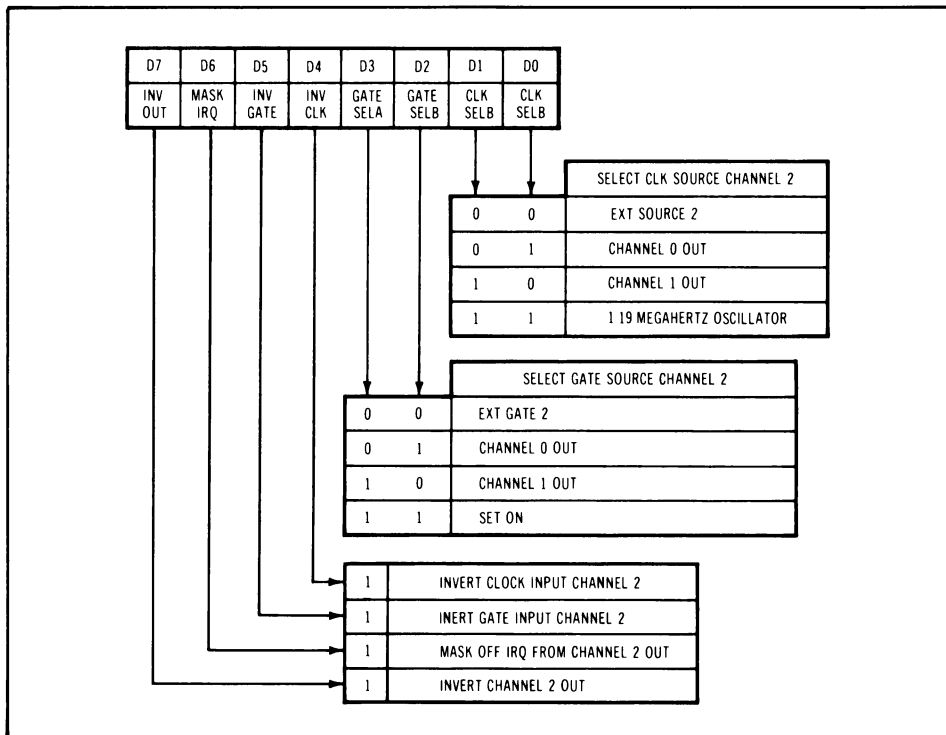 D7 D6 D5 D4 D3 D2 D1 D0
INV OUT MASK IRQ INV GATE INV CLK GATE SELA GATE SELB CLK SELB CLK SELB
SELECT CLK SOURCE CHANNEL 2
0 0 EXT SOURCE 2
0 1 CHANNEL 0 OUT
1 0 CHANNEL 1 OUT
1 1 1 19 MEGAHERTZ OSCILLATOR
SELECT GATE SOURCE CHANNEL 2
0 0 EXT GATE 2
0 1 CHANNEL 0 OUT
1 0 CHANNEL 1 OUT
1 1 SET ON
1 INVERT CLOCK INPUT CHANNEL 2
1 INERT GATE INPUT CHANNEL 2
1 MASK OFF IRQ FROM CHANNEL 2 OUT
1 INVERT CHANNEL 2 OUT